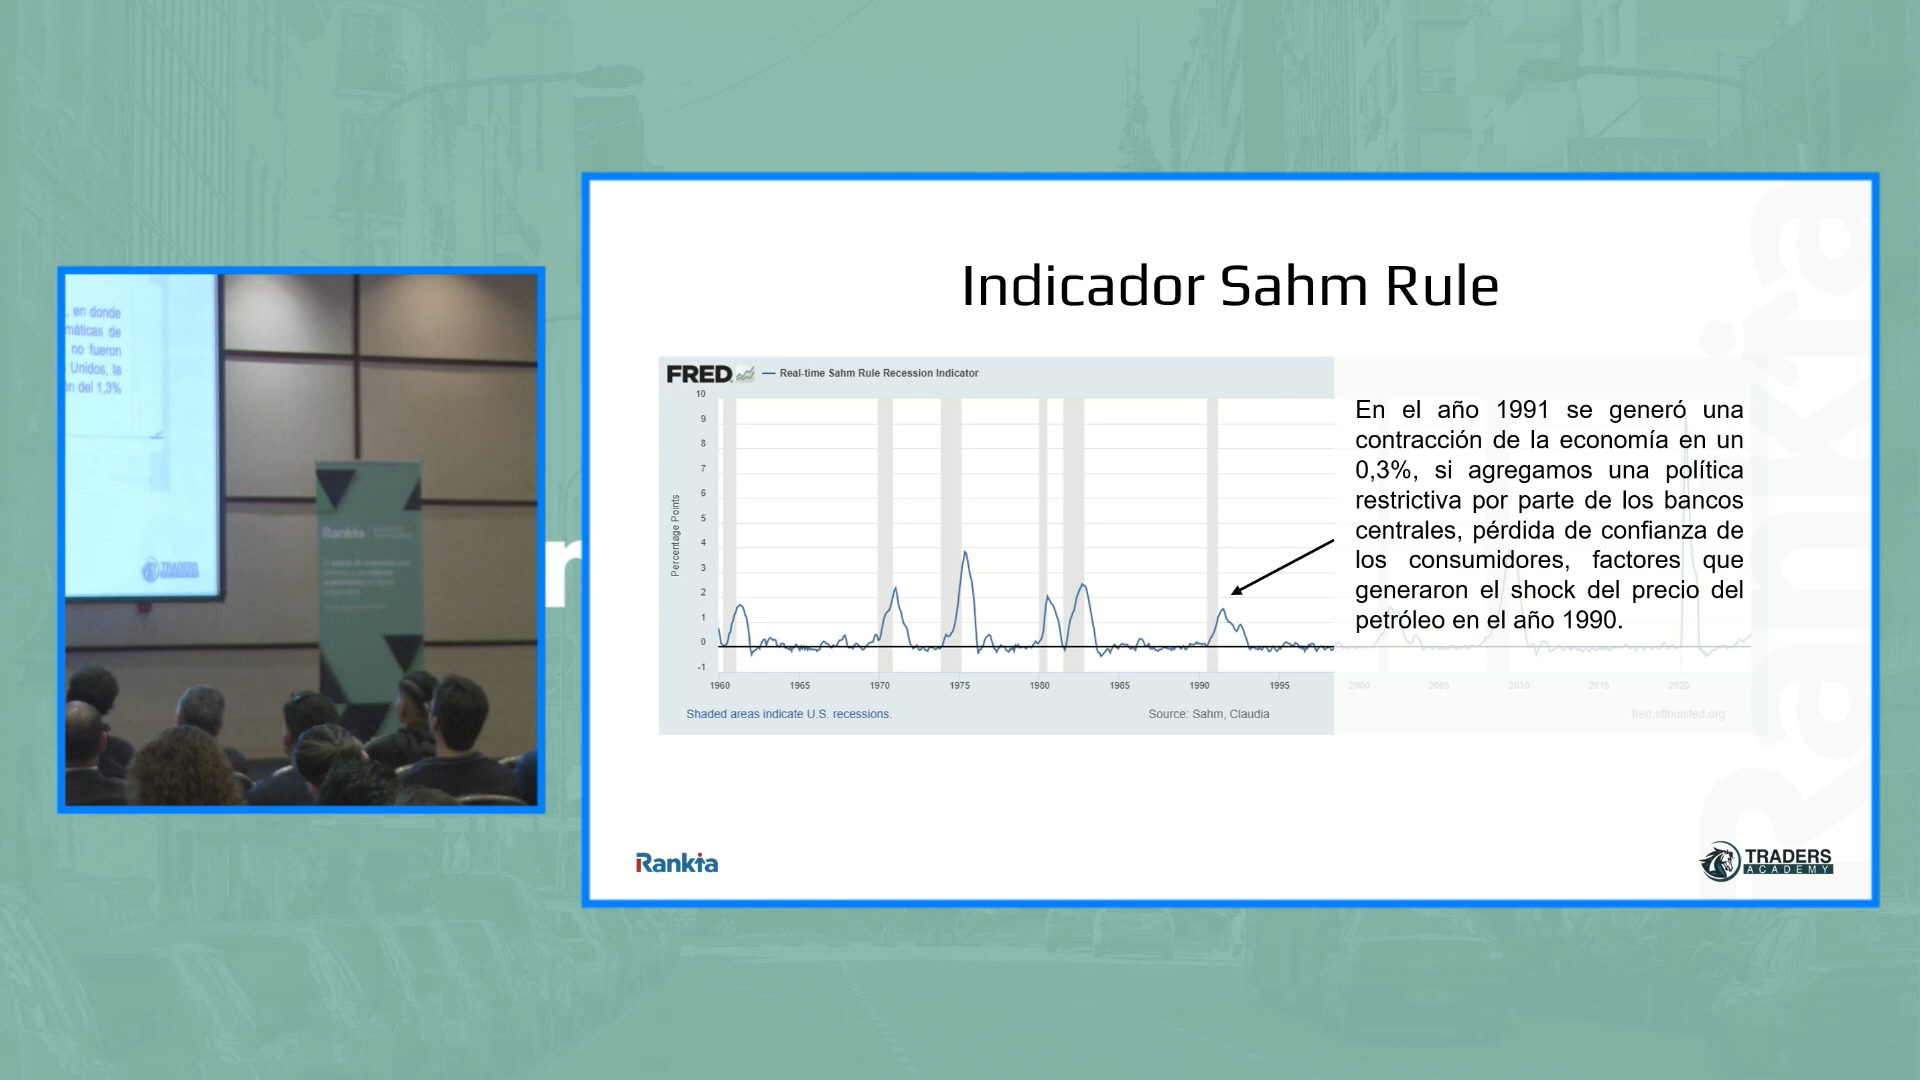 Indicador Sahm Rule
FRED
Real-time Sahm Rule Recession Indicator
Percentage Points
10
9
8
7
6
5
4
3
2
1
0
-1
1960 1965 1970 1975 1980 1985 1990 1995 2000 2005 2010 2015 2020
Shaded areas indicate U.S. recessions.
Source: Sahm, Claudia
fred.stlouisfed.org
En el año 1991 se generó una
contracción de la economía en un
0,3%, si agregamos una política
restrictiva por parte de los bancos
centrales, pérdida de confianza de
los consumidores, factores que
generaron el shock del precio del
petróleo en el año 1990.
Rankia
TRADERS
ACADEMY
Rankia
, en donde
máticas de
no fueron
Unidos, la
ón del 1,3%
TRADERS
Rankia